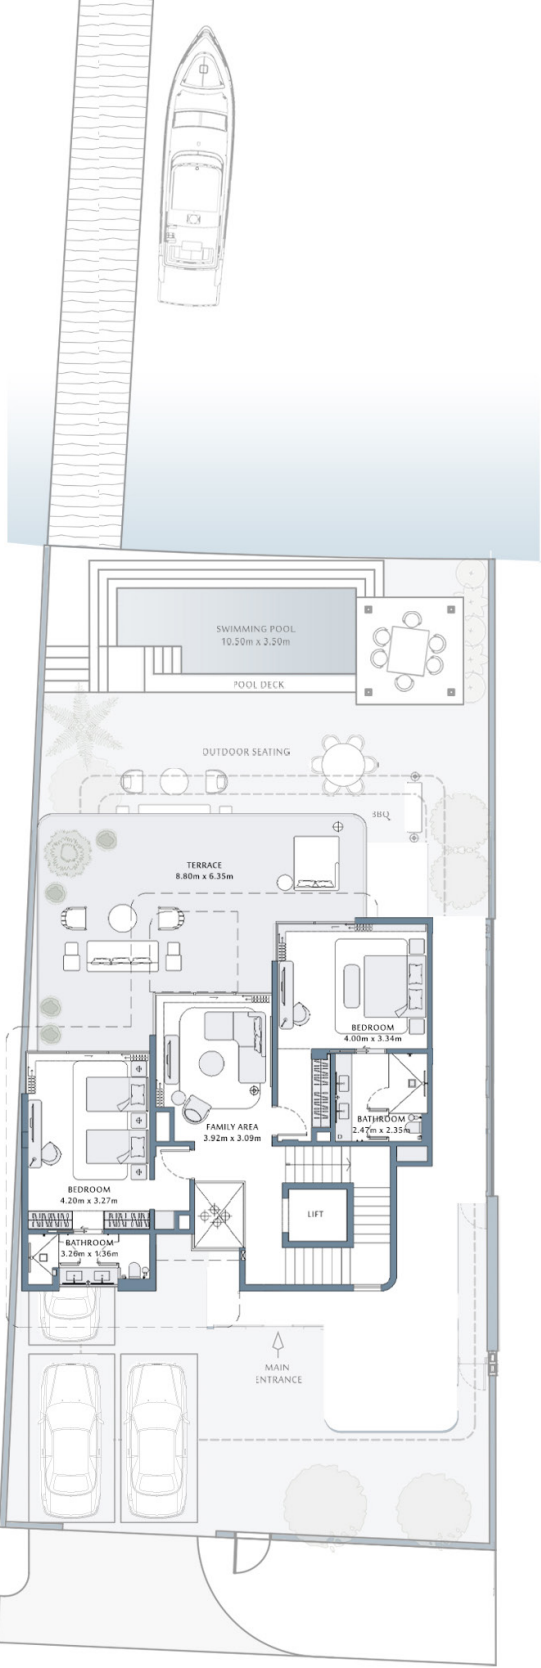 SWIMMING POOL
10.50m x 3.50m
POOL DECK
OUTDOOR SEATING
BBQ
TERRACE
8.80m x 6.35m
BEDROOM
4.00m x 3.34m
BATHROOM
2.47m x 2.35m
FAMILY AREA
3.92m x 3.09m
BEDROOM
4.20m x 3.27m
LIFT
BATHROOM
3.26m x 1.36m
MAIN
ENTRANCE